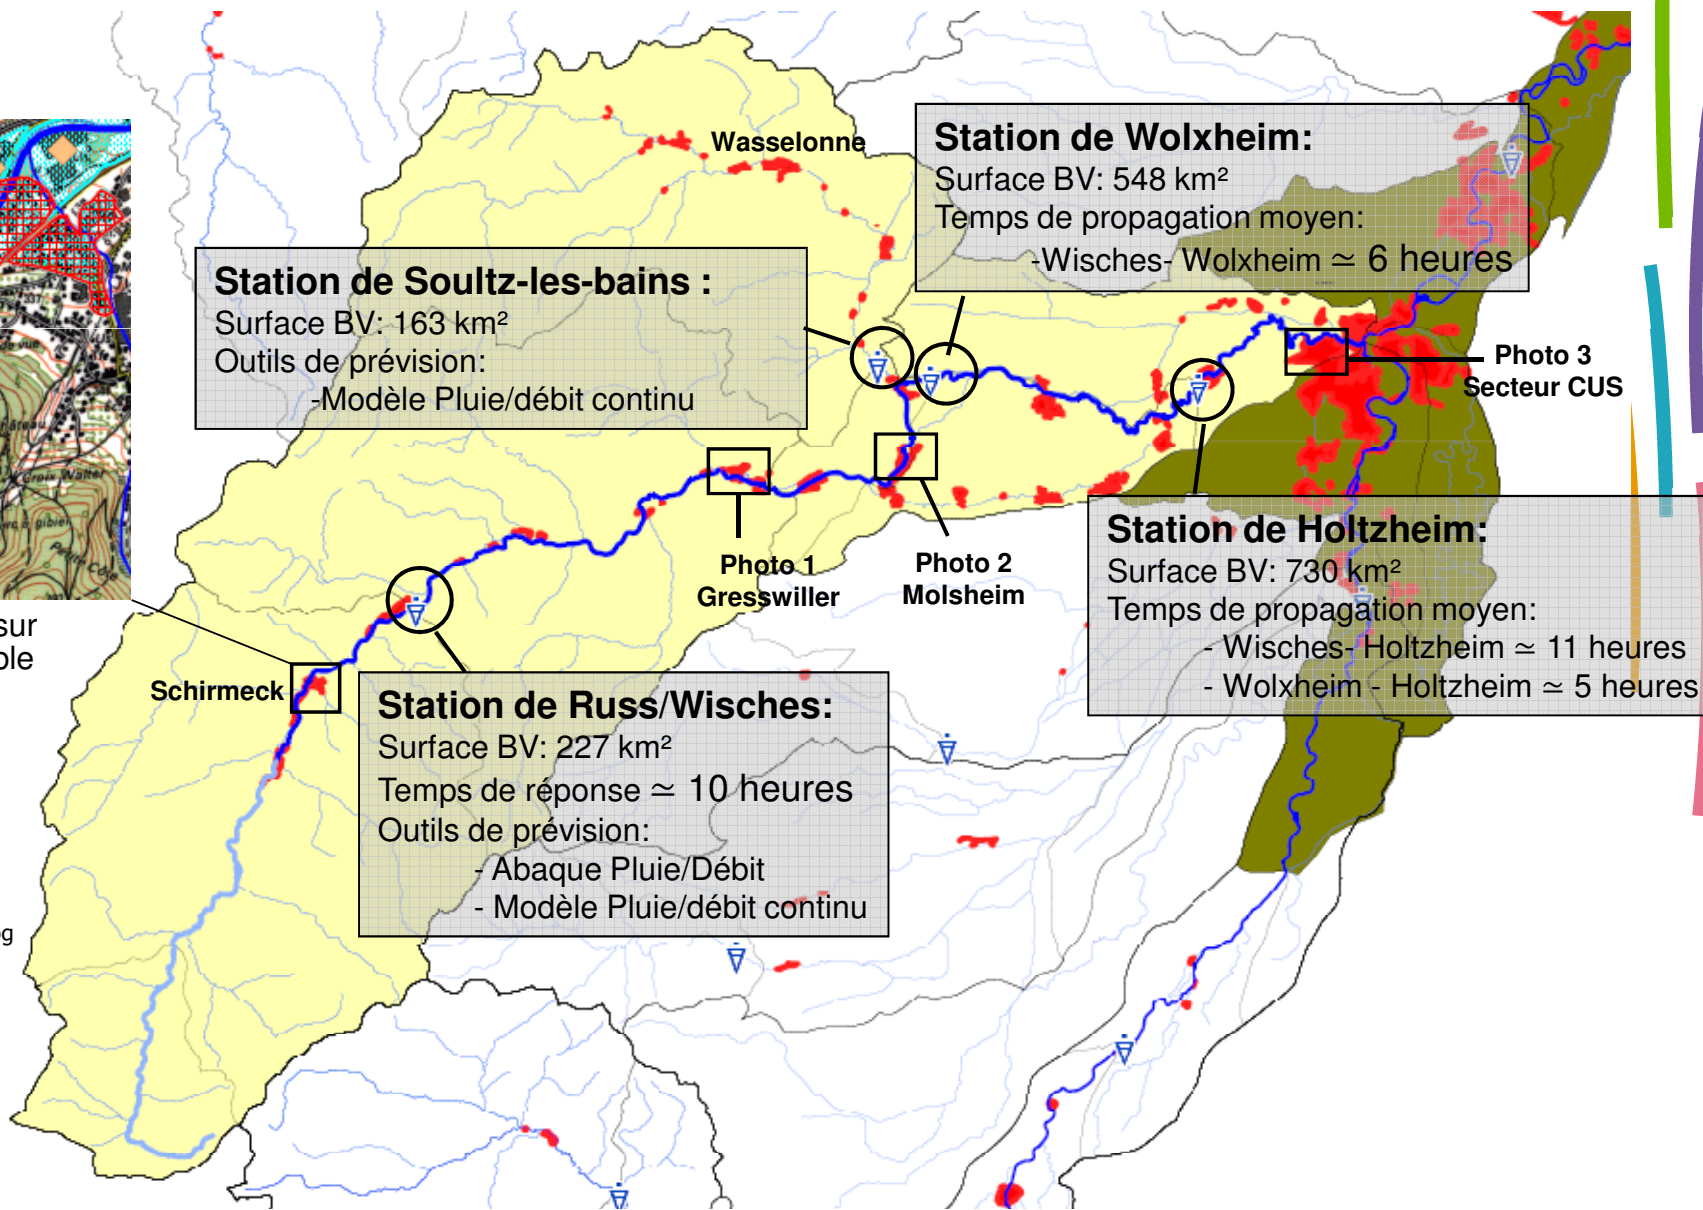 Wasselonne
Station de Wolxheim:
Surface BV: 548 km²
Temps de propagation moyen:
-Wisches- Wolxheim ≃ 6 heures
Station de Soultz-les-bains :
Surface BV: 163 km²
Outils de prévision:
-Modèle Pluie/débit continu
Photo 3
Secteur CUS
Station de Holtzheim:
Surface BV: 730 km²
Temps de propagation moyen:
- Wisches- Holtzheim ≃ 11 heures
- Wolxheim - Holtzheim ≃ 5 heures
Photo 1
Gresswiller
Photo 2
Molsheim
sur
Schirmeck
Station de Russ/Wisches:
Surface BV: 227 km²
Temps de réponse ≃ 10 heures
Outils de prévision:
- Abaque Pluie/Débit
- Modèle Pluie/débit continu
Croix Walter